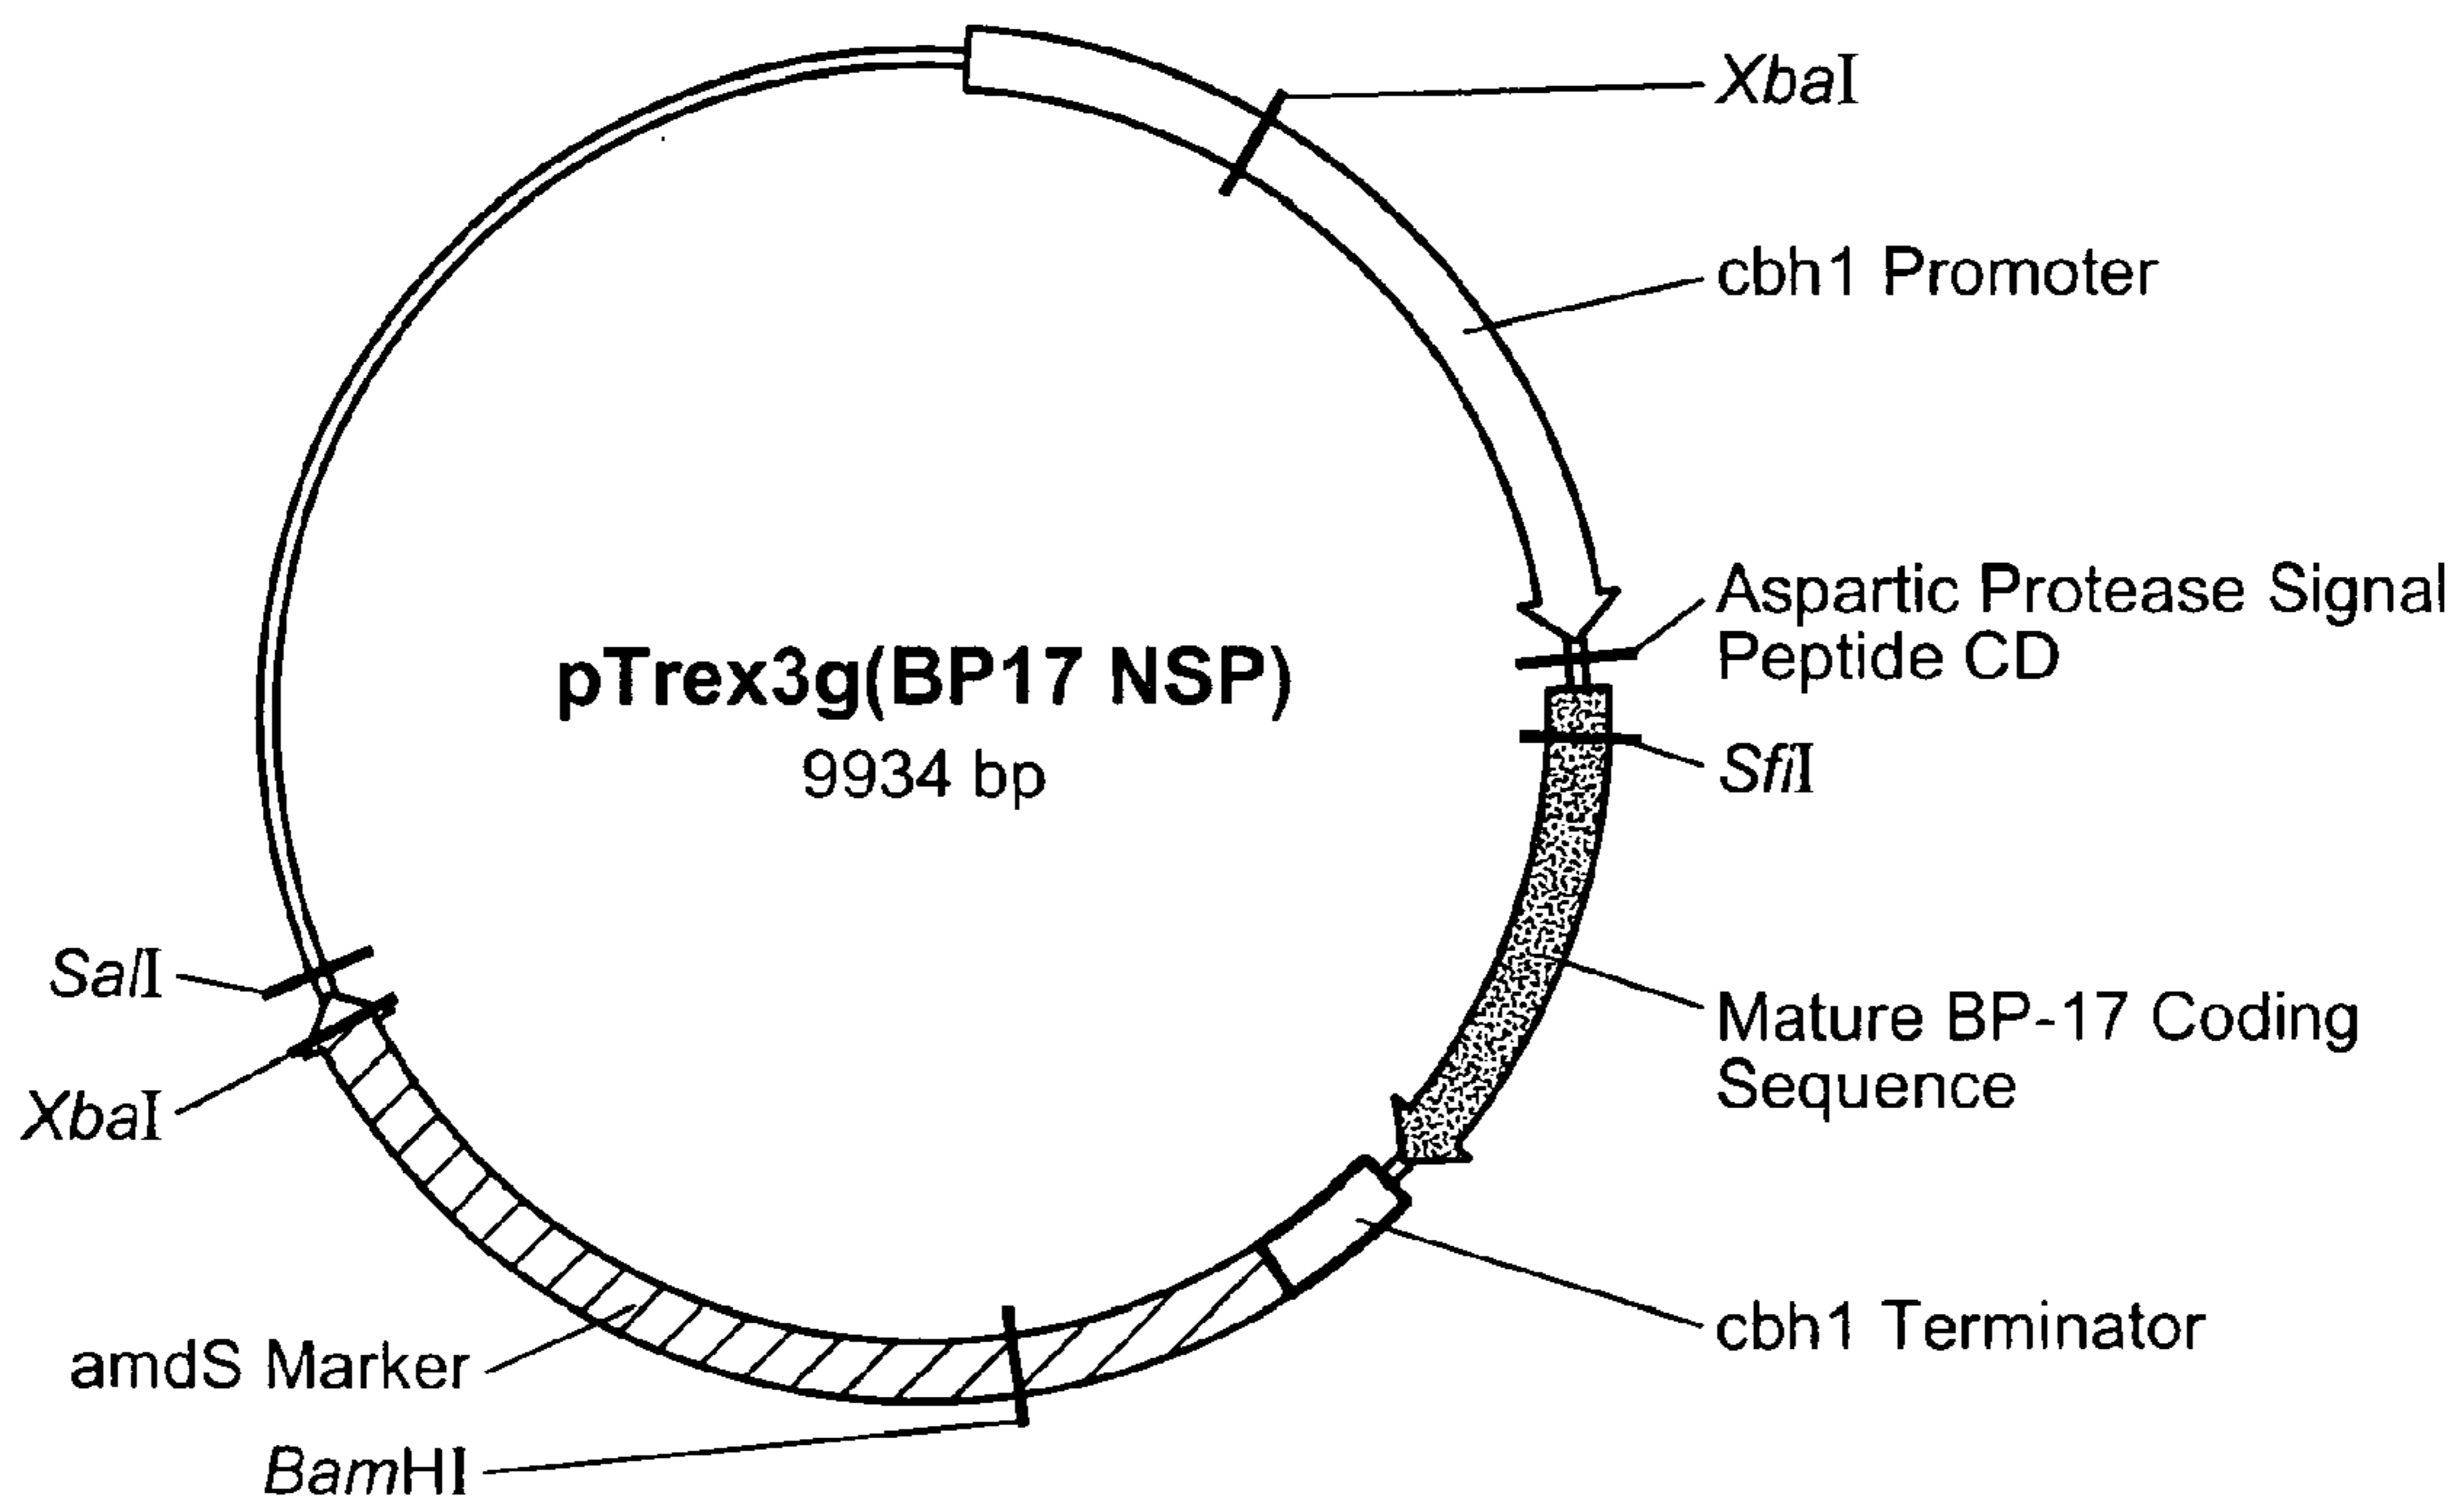 XbaI
cbh1 Promoter
Aspartic Protease Signal
Peptide CD
pTrex3g(BP17 NSP)
9934 bp
SfiI
SalI
Mature BP-17 Coding
Sequence
XbaI
cbh1 Terminator
amdS Marker
BamHI